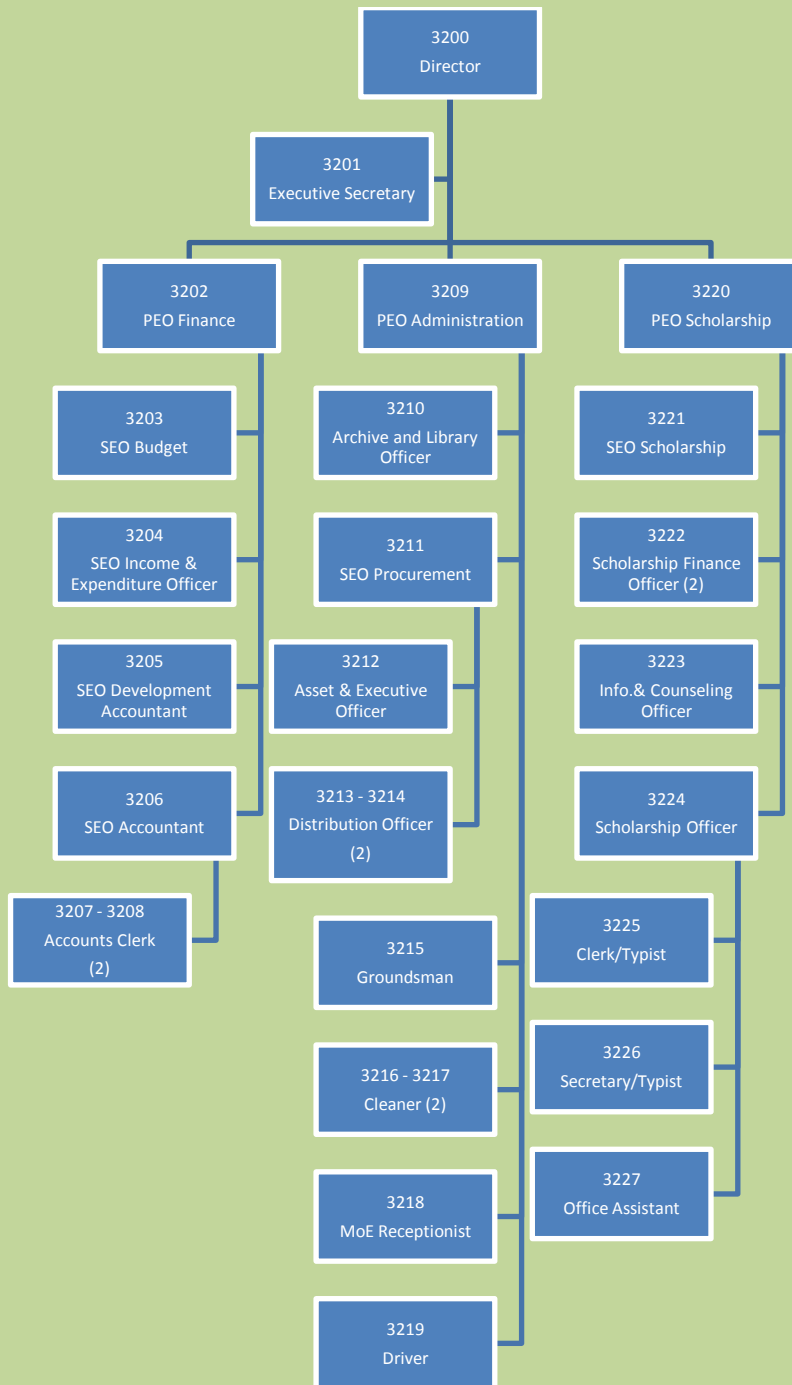 3200
Director
3201
Executive Secretary
3202
PEO Finance
3209
PEO Administration
3220
PEO Scholarship
3203
SEO Budget
3204
SEO Income &
Expenditure Officer
3205
SEO Development
Accountant
3206
SEO Accountant
3207 - 3208
Accounts Clerk
(2)
3210
Archive and Library
Officer
3211
SEO Procurement
3212
Asset & Executive
Officer
3213 - 3214
Distribution Officer
(2)
3215
Groundsman
3216 - 3217
Cleaner (2)
3218
MoE Receptionist
3219
Driver
3221
SEO Scholarship
3222
Scholarship Finance
Officer (2)
3223
Info.& Counseling
Officer
3224
Scholarship Officer
3225
Clerk/Typist
3226
Secretary/Typist
3227
Office Assistant